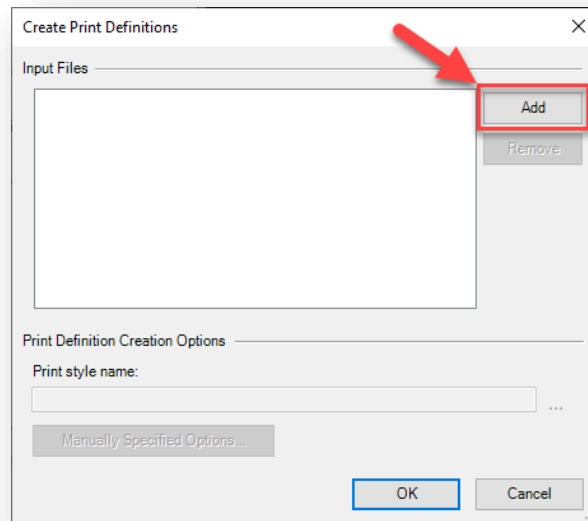 Create Print Definitions
Input Files
Add
Remove
Print Definition Creation Options
Print style name:
...
Manually Specified Options...
OK
Cancel